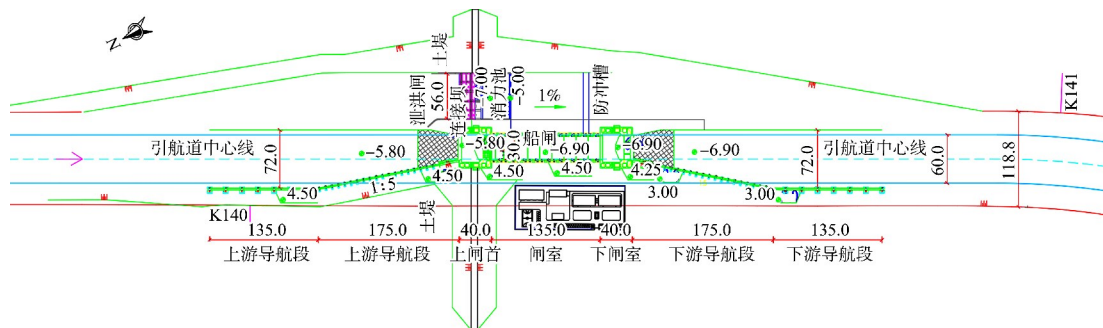 N
土堤
泄洪闸
56.0
连接坝
-7.00
消力池
-5.00
1%
防冲槽
K141
引航道中心线
72.0
-5.80
-5.80
30.0
船闸
-6.90
-6.90
-6.90
72.0
引航道中心线
60.0
118.8
4.50
1:5
4.50
4.50
4.50
4.25
3.00
3.00
K140
土堤
135.0
175.0
40.0
135.0
40.0
175.0
135.0
上游导航段
上游导航段
上闸首
闸室
下闸室
下游导航段
下游导航段